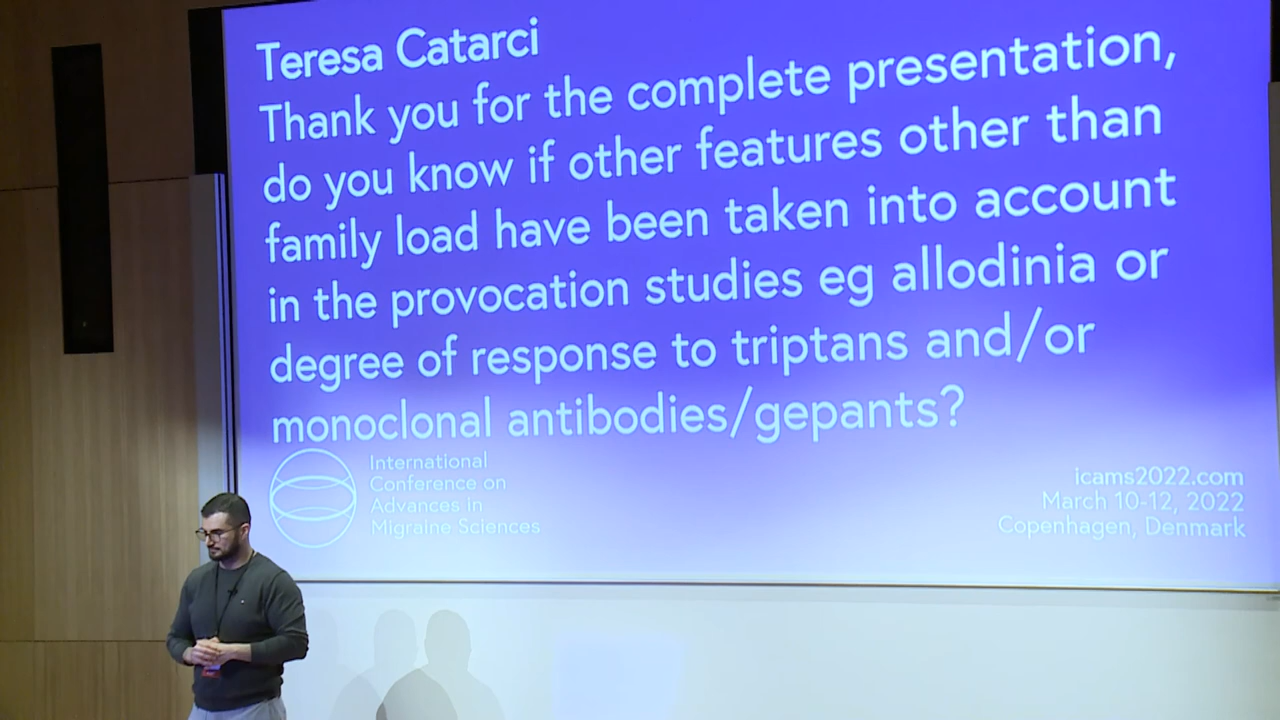 Teresa Catarci
Thank you for the complete presentation,
do you know if other features other than
family load have been taken into account
in the provocation studies eg allodinia or
degree of response to triptans and/or
monoclonal antibodies/gepants?
International
Conference on
Advances in
Migraine Sciences
icams2022.com
March 10-12, 2022
Copenhagen, Denmark